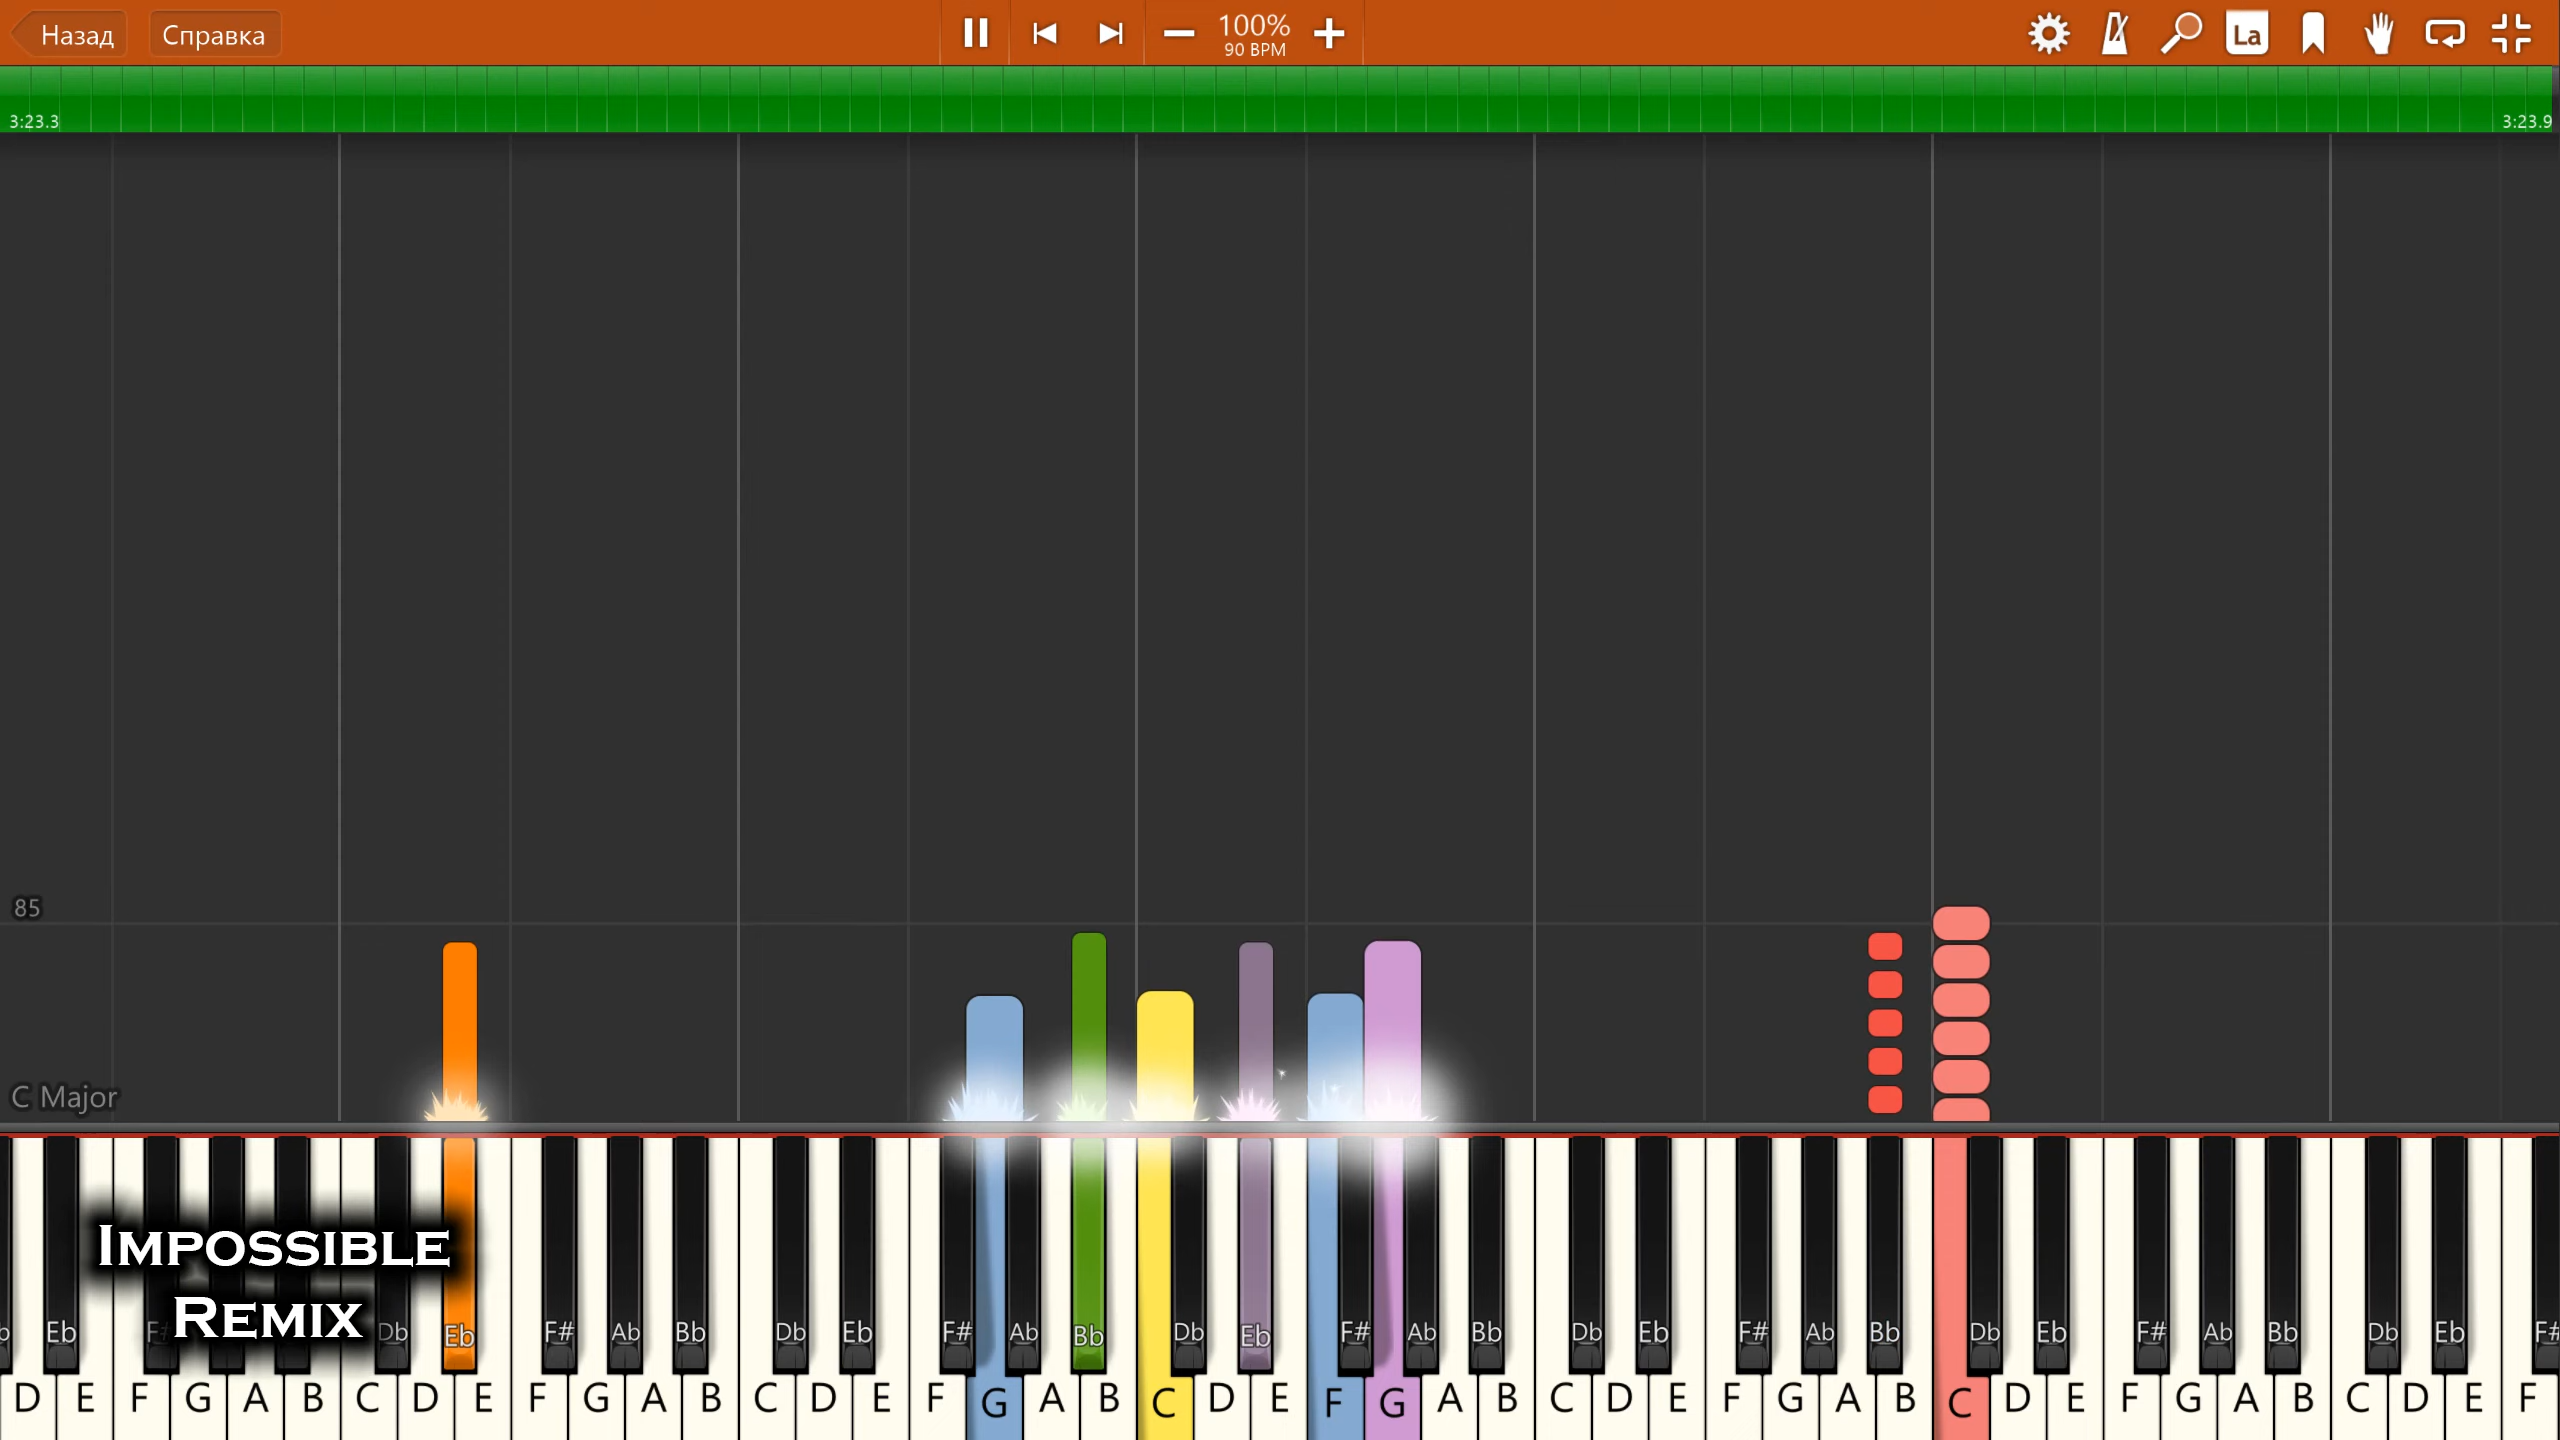 Назад Справка 100% La
90 BPM
3:23.3 3:23.9
85
C Major
Impossible
Remix
Eb Db Eb F# Ab Bb Db Eb F# Ab Bb Db Eb F# Ab Bb Db Eb F# Ab Bb Db Eb F# Ab Bb Db Eb F#
D E F G A B C D E F G A B C D E F G A B C D E F G A B C D E F G A B C D E F G A B C D E F